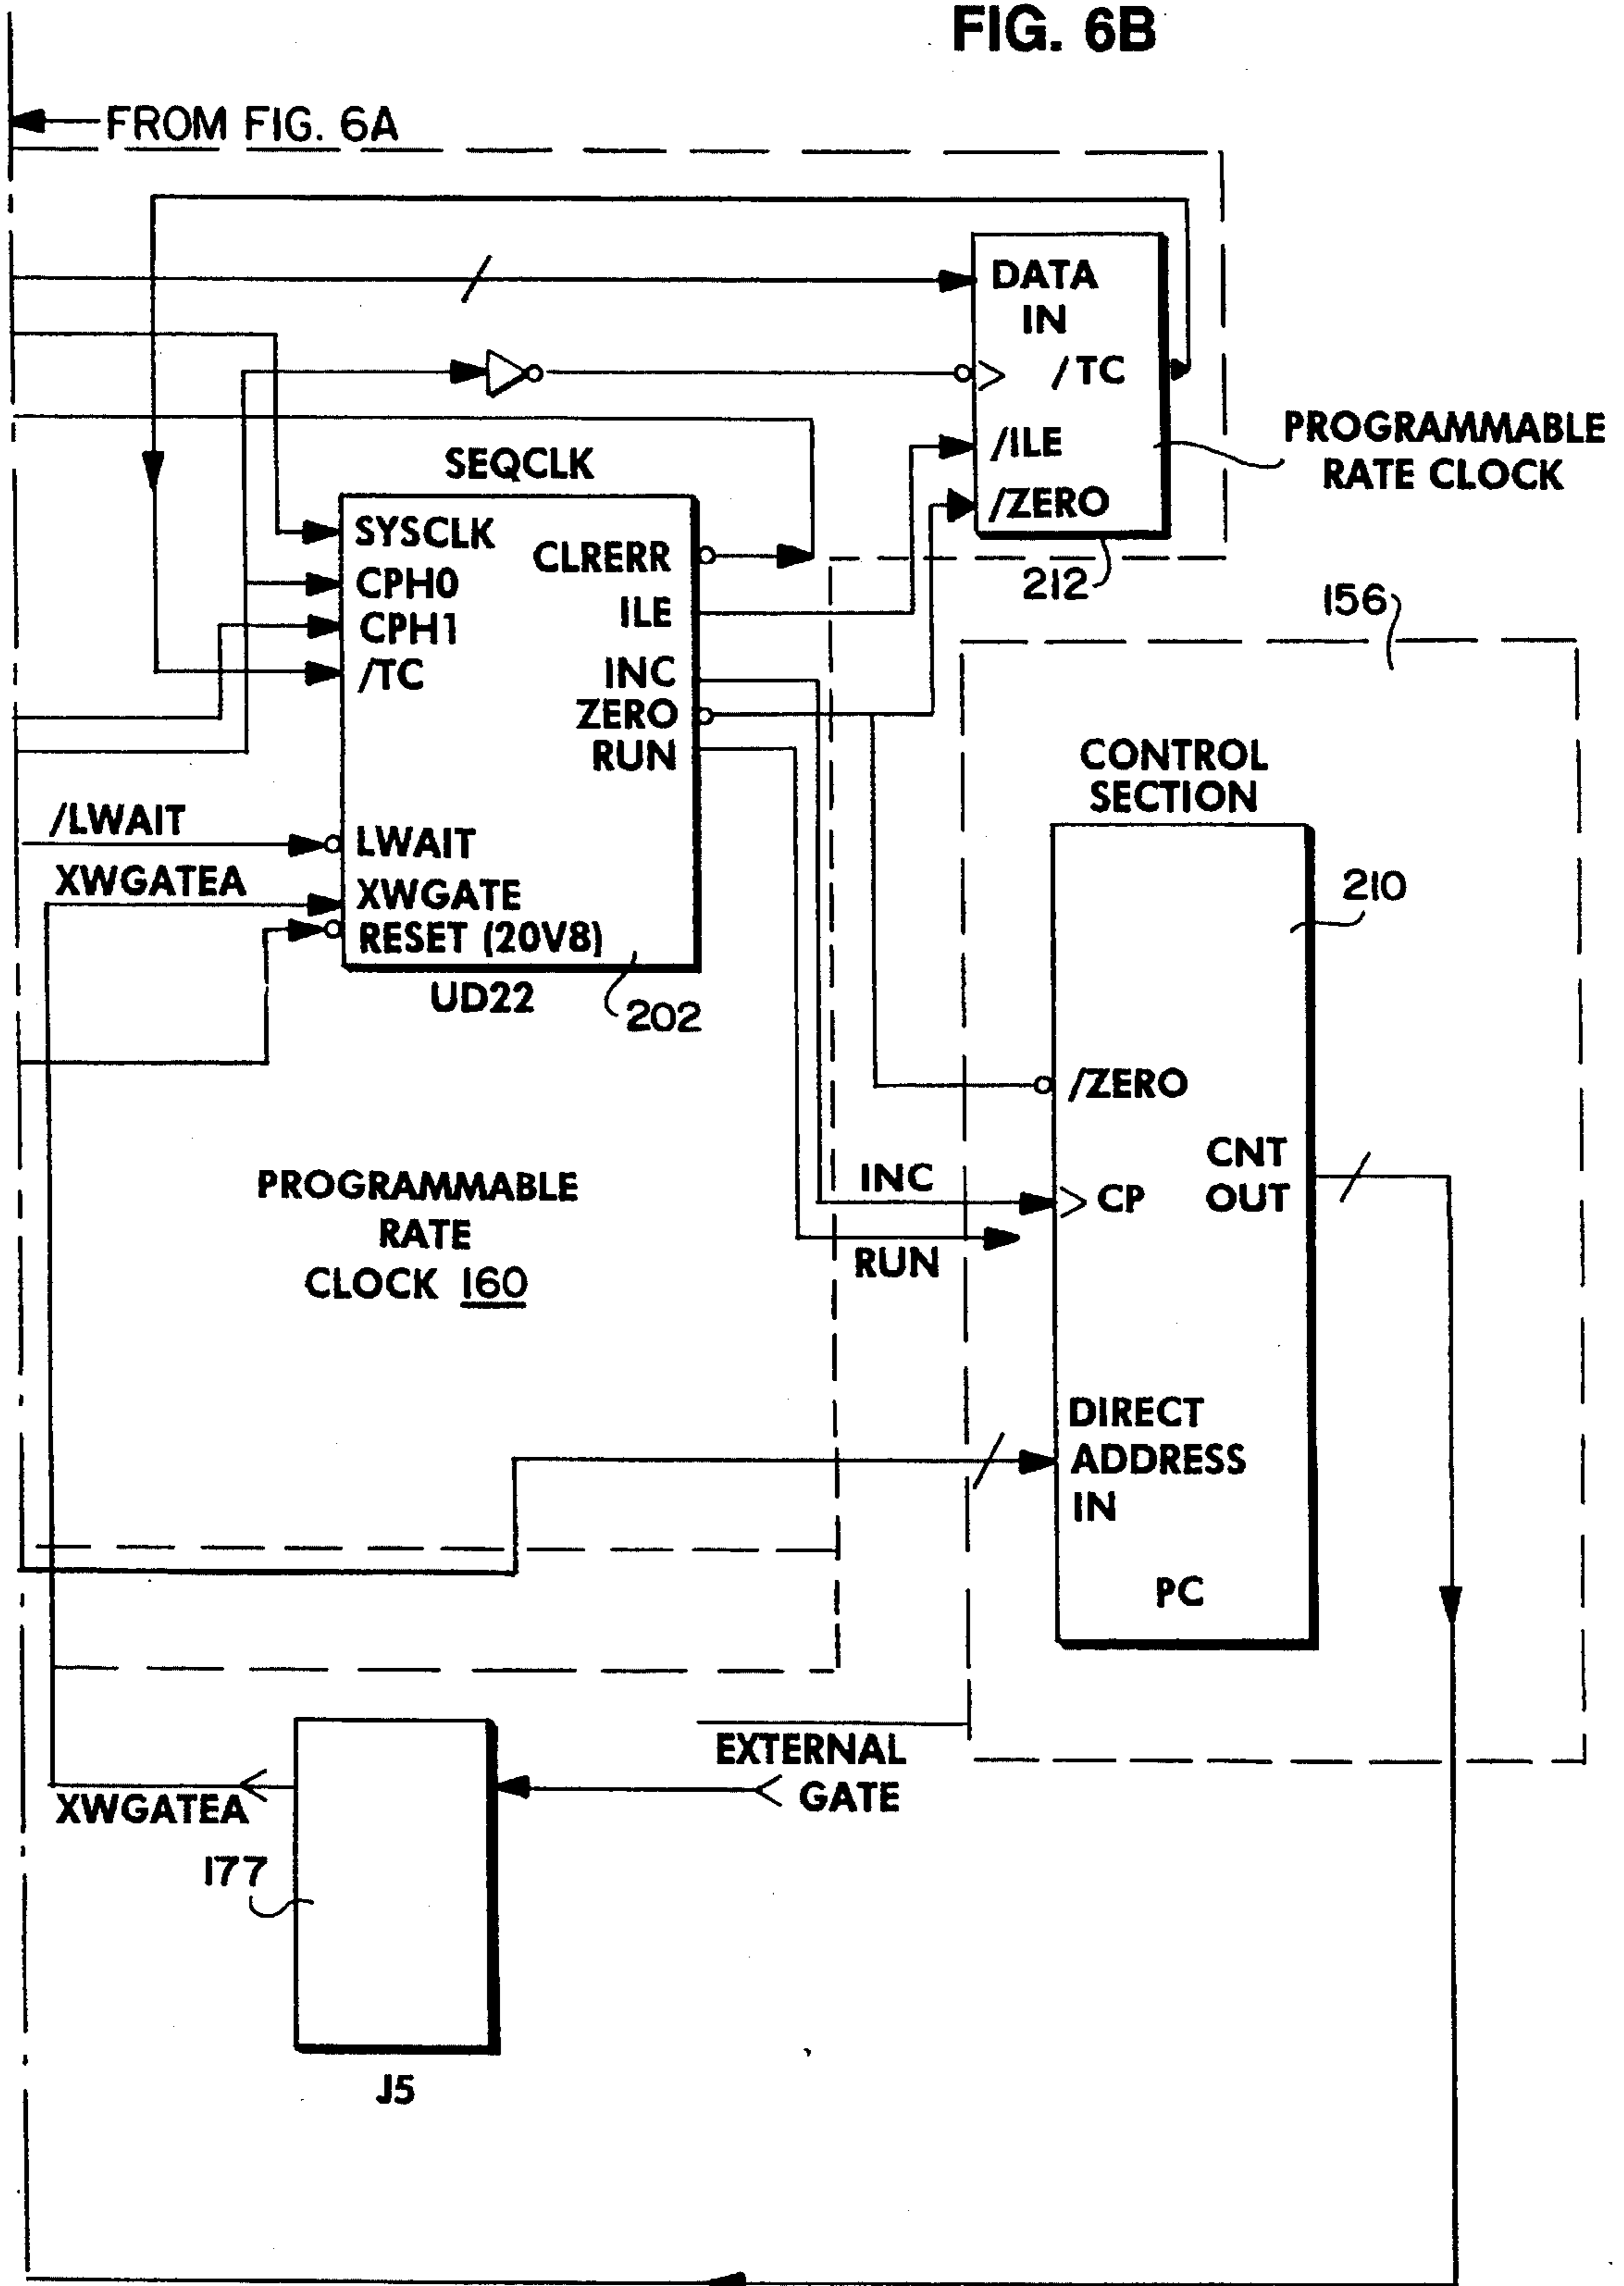 FIG. 6B
FROM FIG. 6A
DATA
IN
/TC
/ILE
/ZERO
212
PROGRAMMABLE
RATE CLOCK
SEQCLK
SYSCLK
CPH0
CPH1
/TC
CLRERR
ILE
INC
ZERO
RUN
/LWAIT
LWAIT
XWGATEA
XWGATE
RESET (20V8)
UD22
202
156
CONTROL
SECTION
210
/ZERO
CNT
OUT
INC
CP
RUN
PROGRAMMABLE
RATE
CLOCK 160
DIRECT
ADDRESS
IN
PC
EXTERNAL
GATE
XWGATEA
177
J5